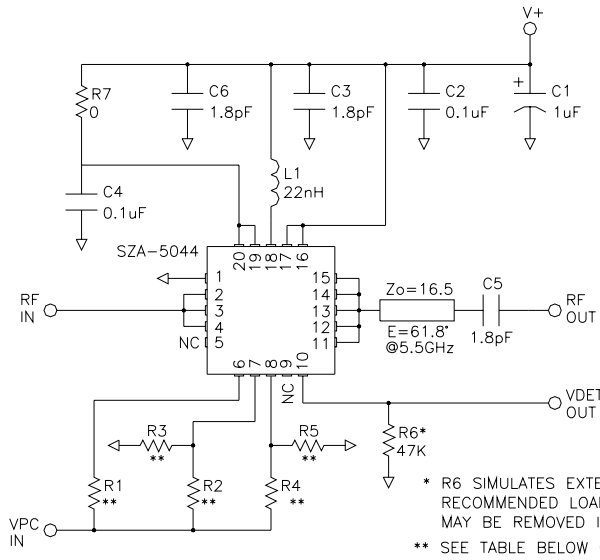 V+
R7
0
C6
1.8pF
C3
1.8pF
C2
0.1uF
+
C1
1uF
L1
22nH
C4
0.1uF
SZA-5044
20 19 18 17 16
1
2
3
4
5
15
14
13
12
11
6 7 8 9 10
RF
IN
NC
NC
Zo=16.5
E=61.8°
@5.5GHz
C5
1.8pF
RF
OUT
VDET
OUT
R3
**
R5
**
R6*
47K
R1
**
R2
**
R4
**
VPC
IN
* R6 SIMULATES
RECOMMENDED
MAY BE REMOVED
** SEE TABLE BELOW